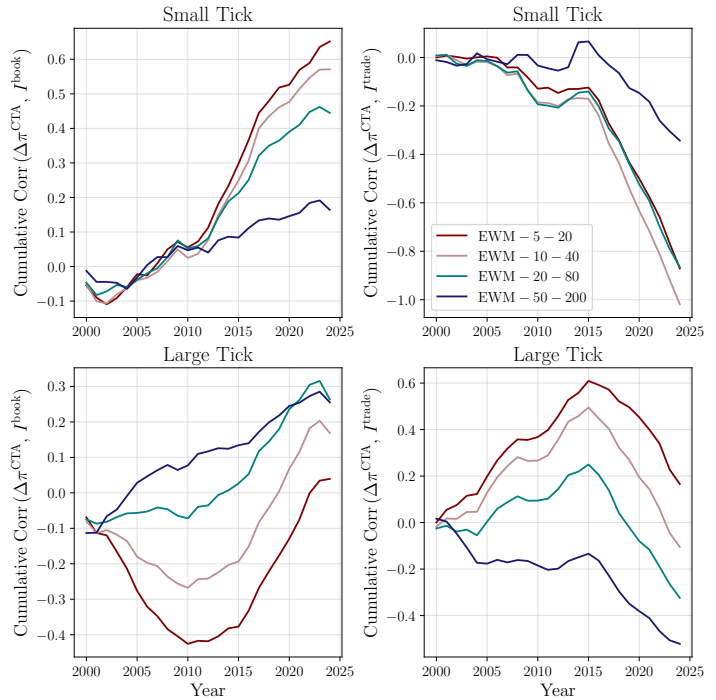 Small Tick
Cumulative Corr (Δπ^CTA, I^book)
0.6
0.5
0.4
0.3
0.2
0.1
0.0
−0.1
2000 2005 2010 2015 2020 2025
Small Tick
Cumulative Corr (Δπ^CTA, I^trade)
0.0
−0.2
−0.4
−0.6
−0.8
−1.0
EWM − 5 − 20
EWM − 10 − 40
EWM − 20 − 80
EWM − 50 − 200
2000 2005 2010 2015 2020 2025
Large Tick
Cumulative Corr (Δπ^CTA, I^book)
0.3
0.2
0.1
0.0
−0.1
−0.2
−0.3
−0.4
2000 2005 2010 2015 2020 2025
Year
Large Tick
Cumulative Corr (Δπ^CTA, I^trade)
0.6
0.4
0.2
0.0
−0.2
−0.4
2000 2005 2010 2015 2020 2025
Year